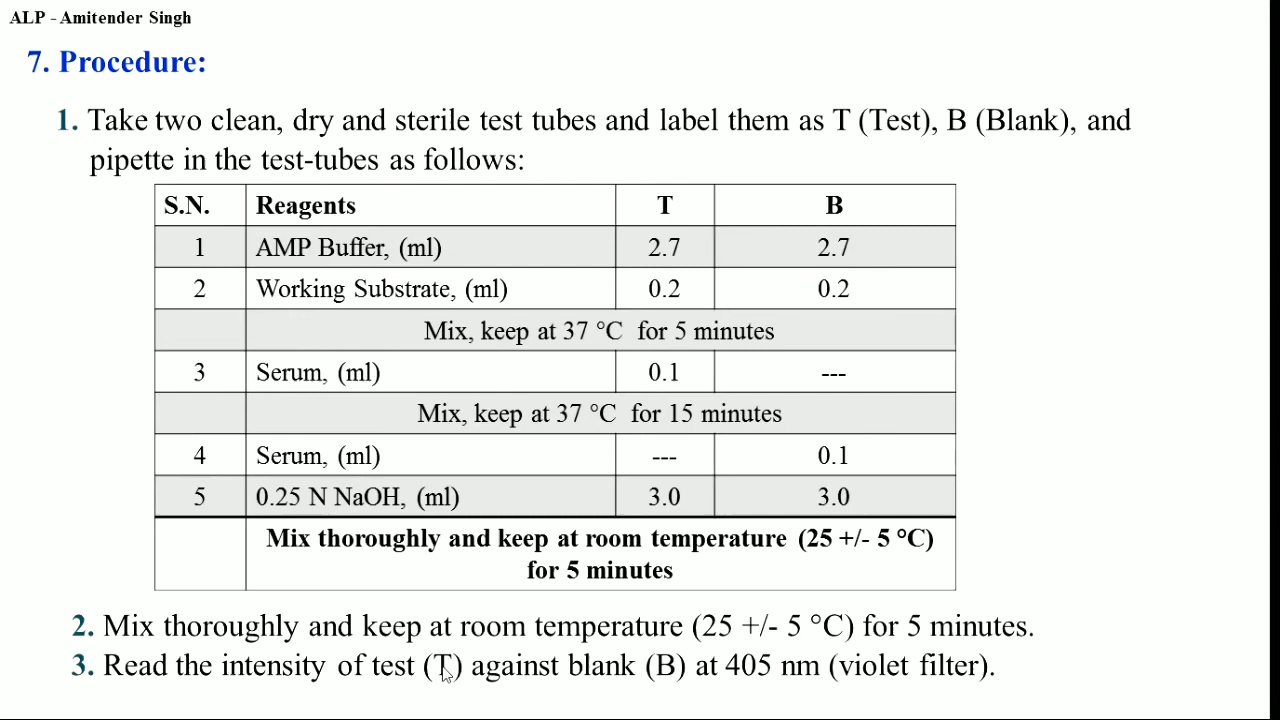 ALP - Amitender Singh
7. Procedure:
1. Take two clean, dry and sterile test tubes and label them as T (Test), B (Blank), and
pipette in the test-tubes as follows:
S.N. Reagents T B
1 AMP Buffer, (ml) 2.7 2.7
2 Working Substrate, (ml) 0.2 0.2
Mix, keep at 37 °C for 5 minutes
3 Serum, (ml) 0.1 ---
Mix, keep at 37 °C for 15 minutes
4 Serum, (ml) --- 0.1
5 0.25 N NaOH, (ml) 3.0 3.0
Mix thoroughly and keep at room temperature (25 +/- 5 °C)
for 5 minutes
2. Mix thoroughly and keep at room temperature (25 +/- 5 °C) for 5 minutes.
3. Read the intensity of test (T) against blank (B) at 405 nm (violet filter).